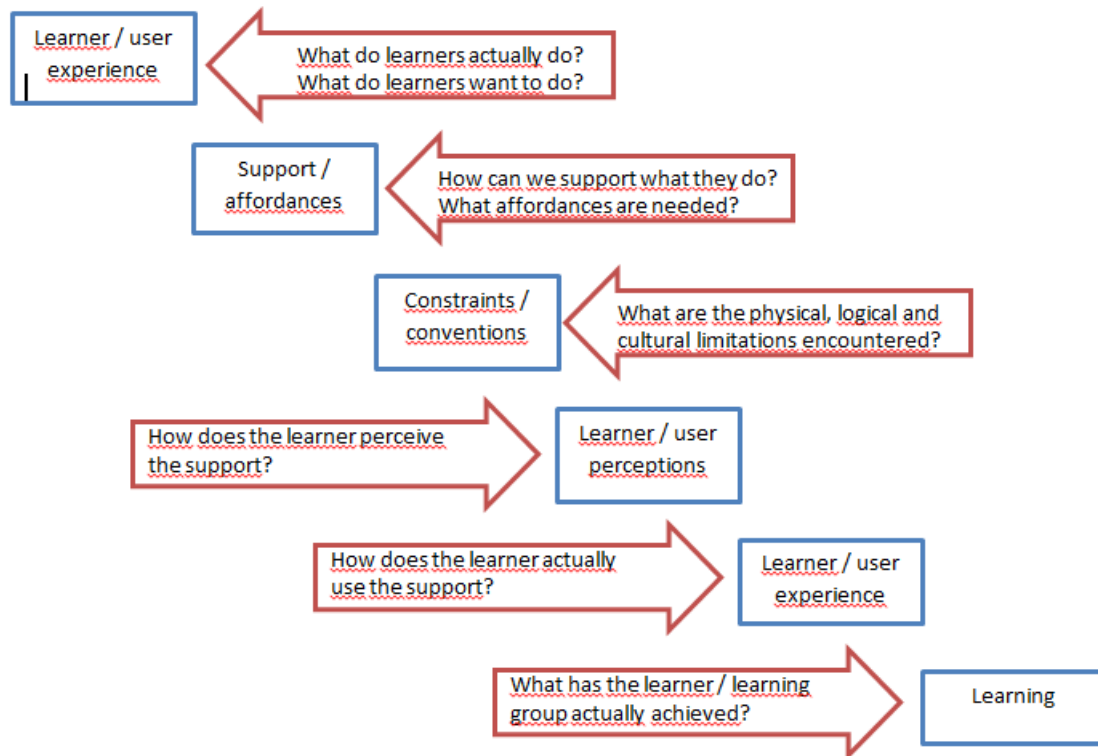 Learner / user
experience
What do learners actually do?
What do learners want to do?
Support /
affordances
How can we support what they do?
What affordances are needed?
Constraints /
conventions
What are the physical, logical and
cultural limitations encountered?
How does the learner perceive
the support?
Learner / user
perceptions
How does the learner actually
use the support?
Learner / user
experience
What has the learner / learning
group actually achieved?
Learning